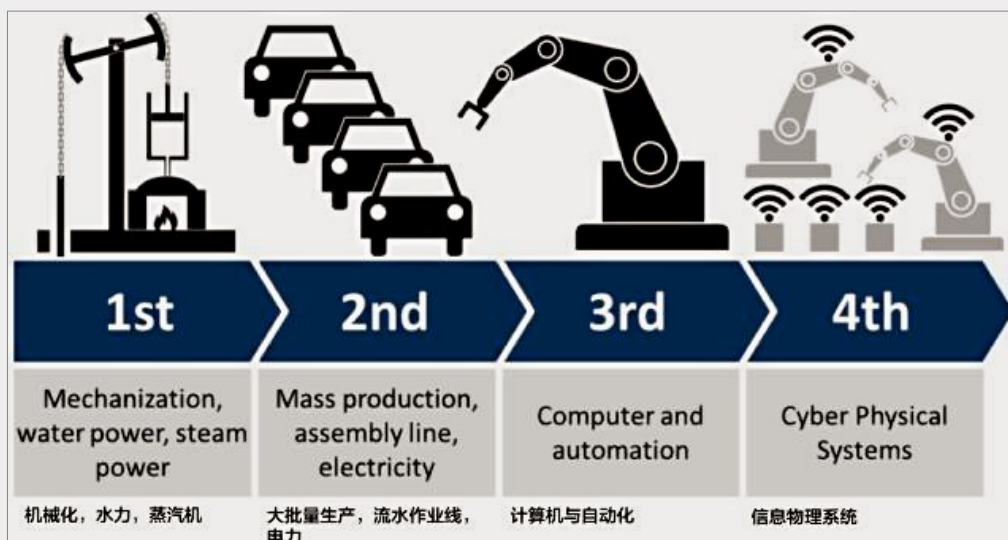 1st
2nd
3rd
4th
Mechanization,
water power, steam
power
Mass production,
assembly line,
electricity
Computer and
automation
Cyber Physical
Systems
机械化，水力，蒸汽机
大批量生产，流水作业线，
电力
计算机与自动化
信息物理系统